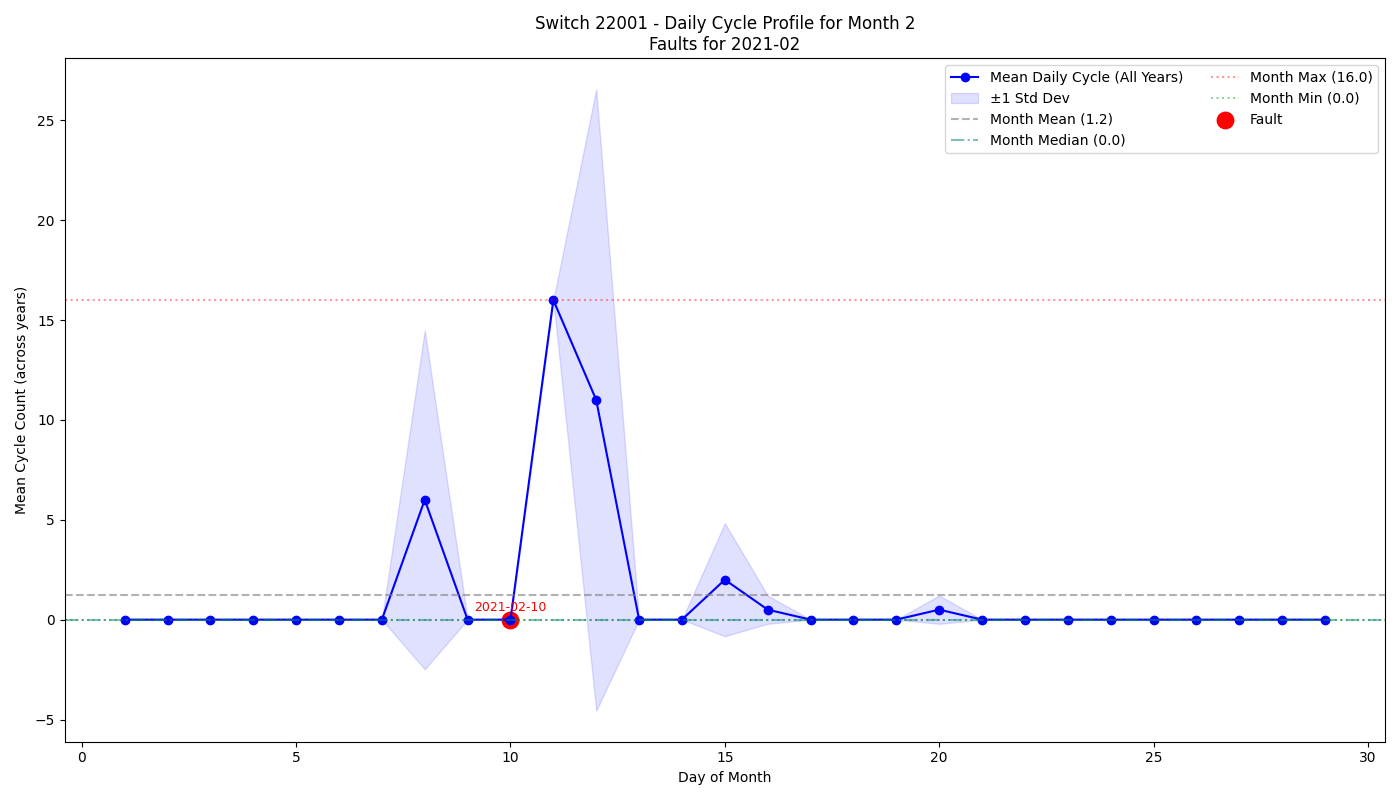 Switch 22001 - Daily Cycle Profile for Month 2
Faults for 2021-02
Mean Daily Cycle (All Years)
±1 Std Dev
Month Mean (1.2)
Month Median (0.0)
Month Max (16.0)
Month Min (0.0)
Fault
Mean Cycle Count (across years)
25
20
15
10
5
0
−5
2021-02-10
0
5
10
15
20
25
30
Day of Month